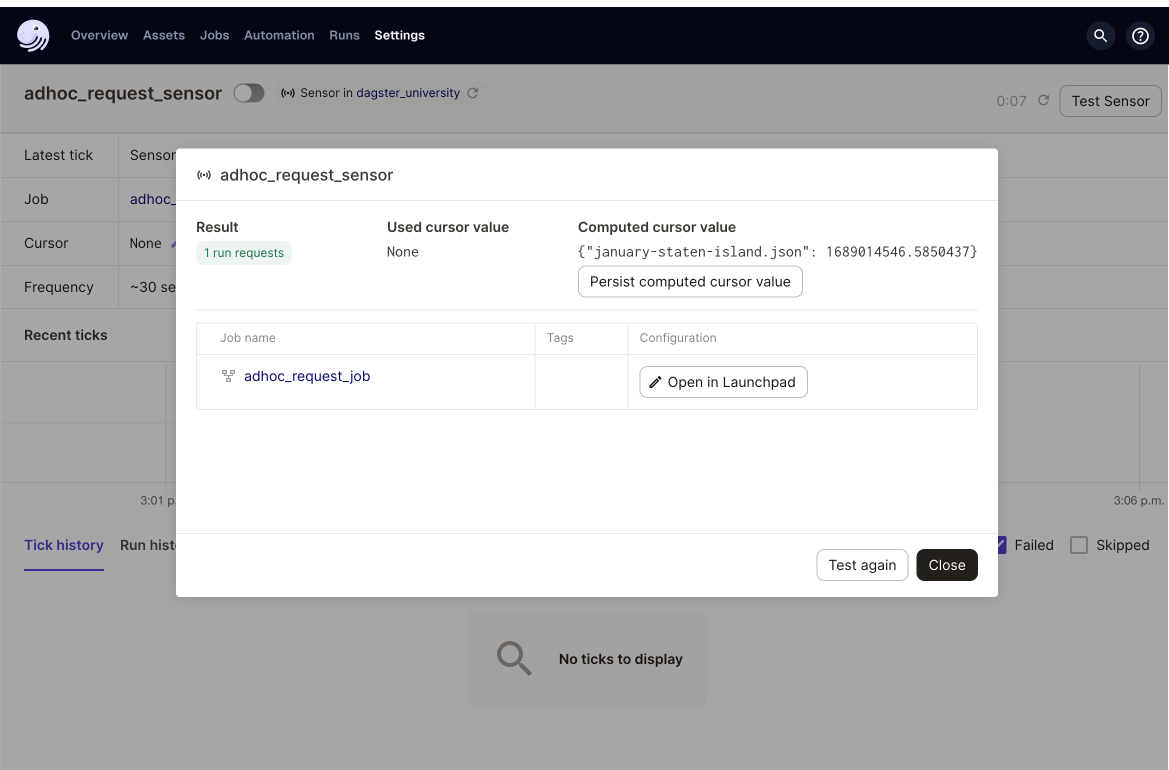 Overview Assets Jobs Automation Runs Settings
adhoc_request_sensor Sensor in dagster_university 0:07 Test Sensor
Latest tick Sensor
Job adhoc_
Cursor None
Frequency ~30 se
Recent ticks
adhoc_request_sensor
Result Used cursor value Computed cursor value
1 run requests None {"january-staten-island.json": 1689014546.5850437}
Persist computed cursor value
Job name Tags Configuration
adhoc_request_job Open in Launchpad
Test again Close
3:01 p. 3:06 p.m.
Tick history Run hist Failed Skipped
No ticks to display